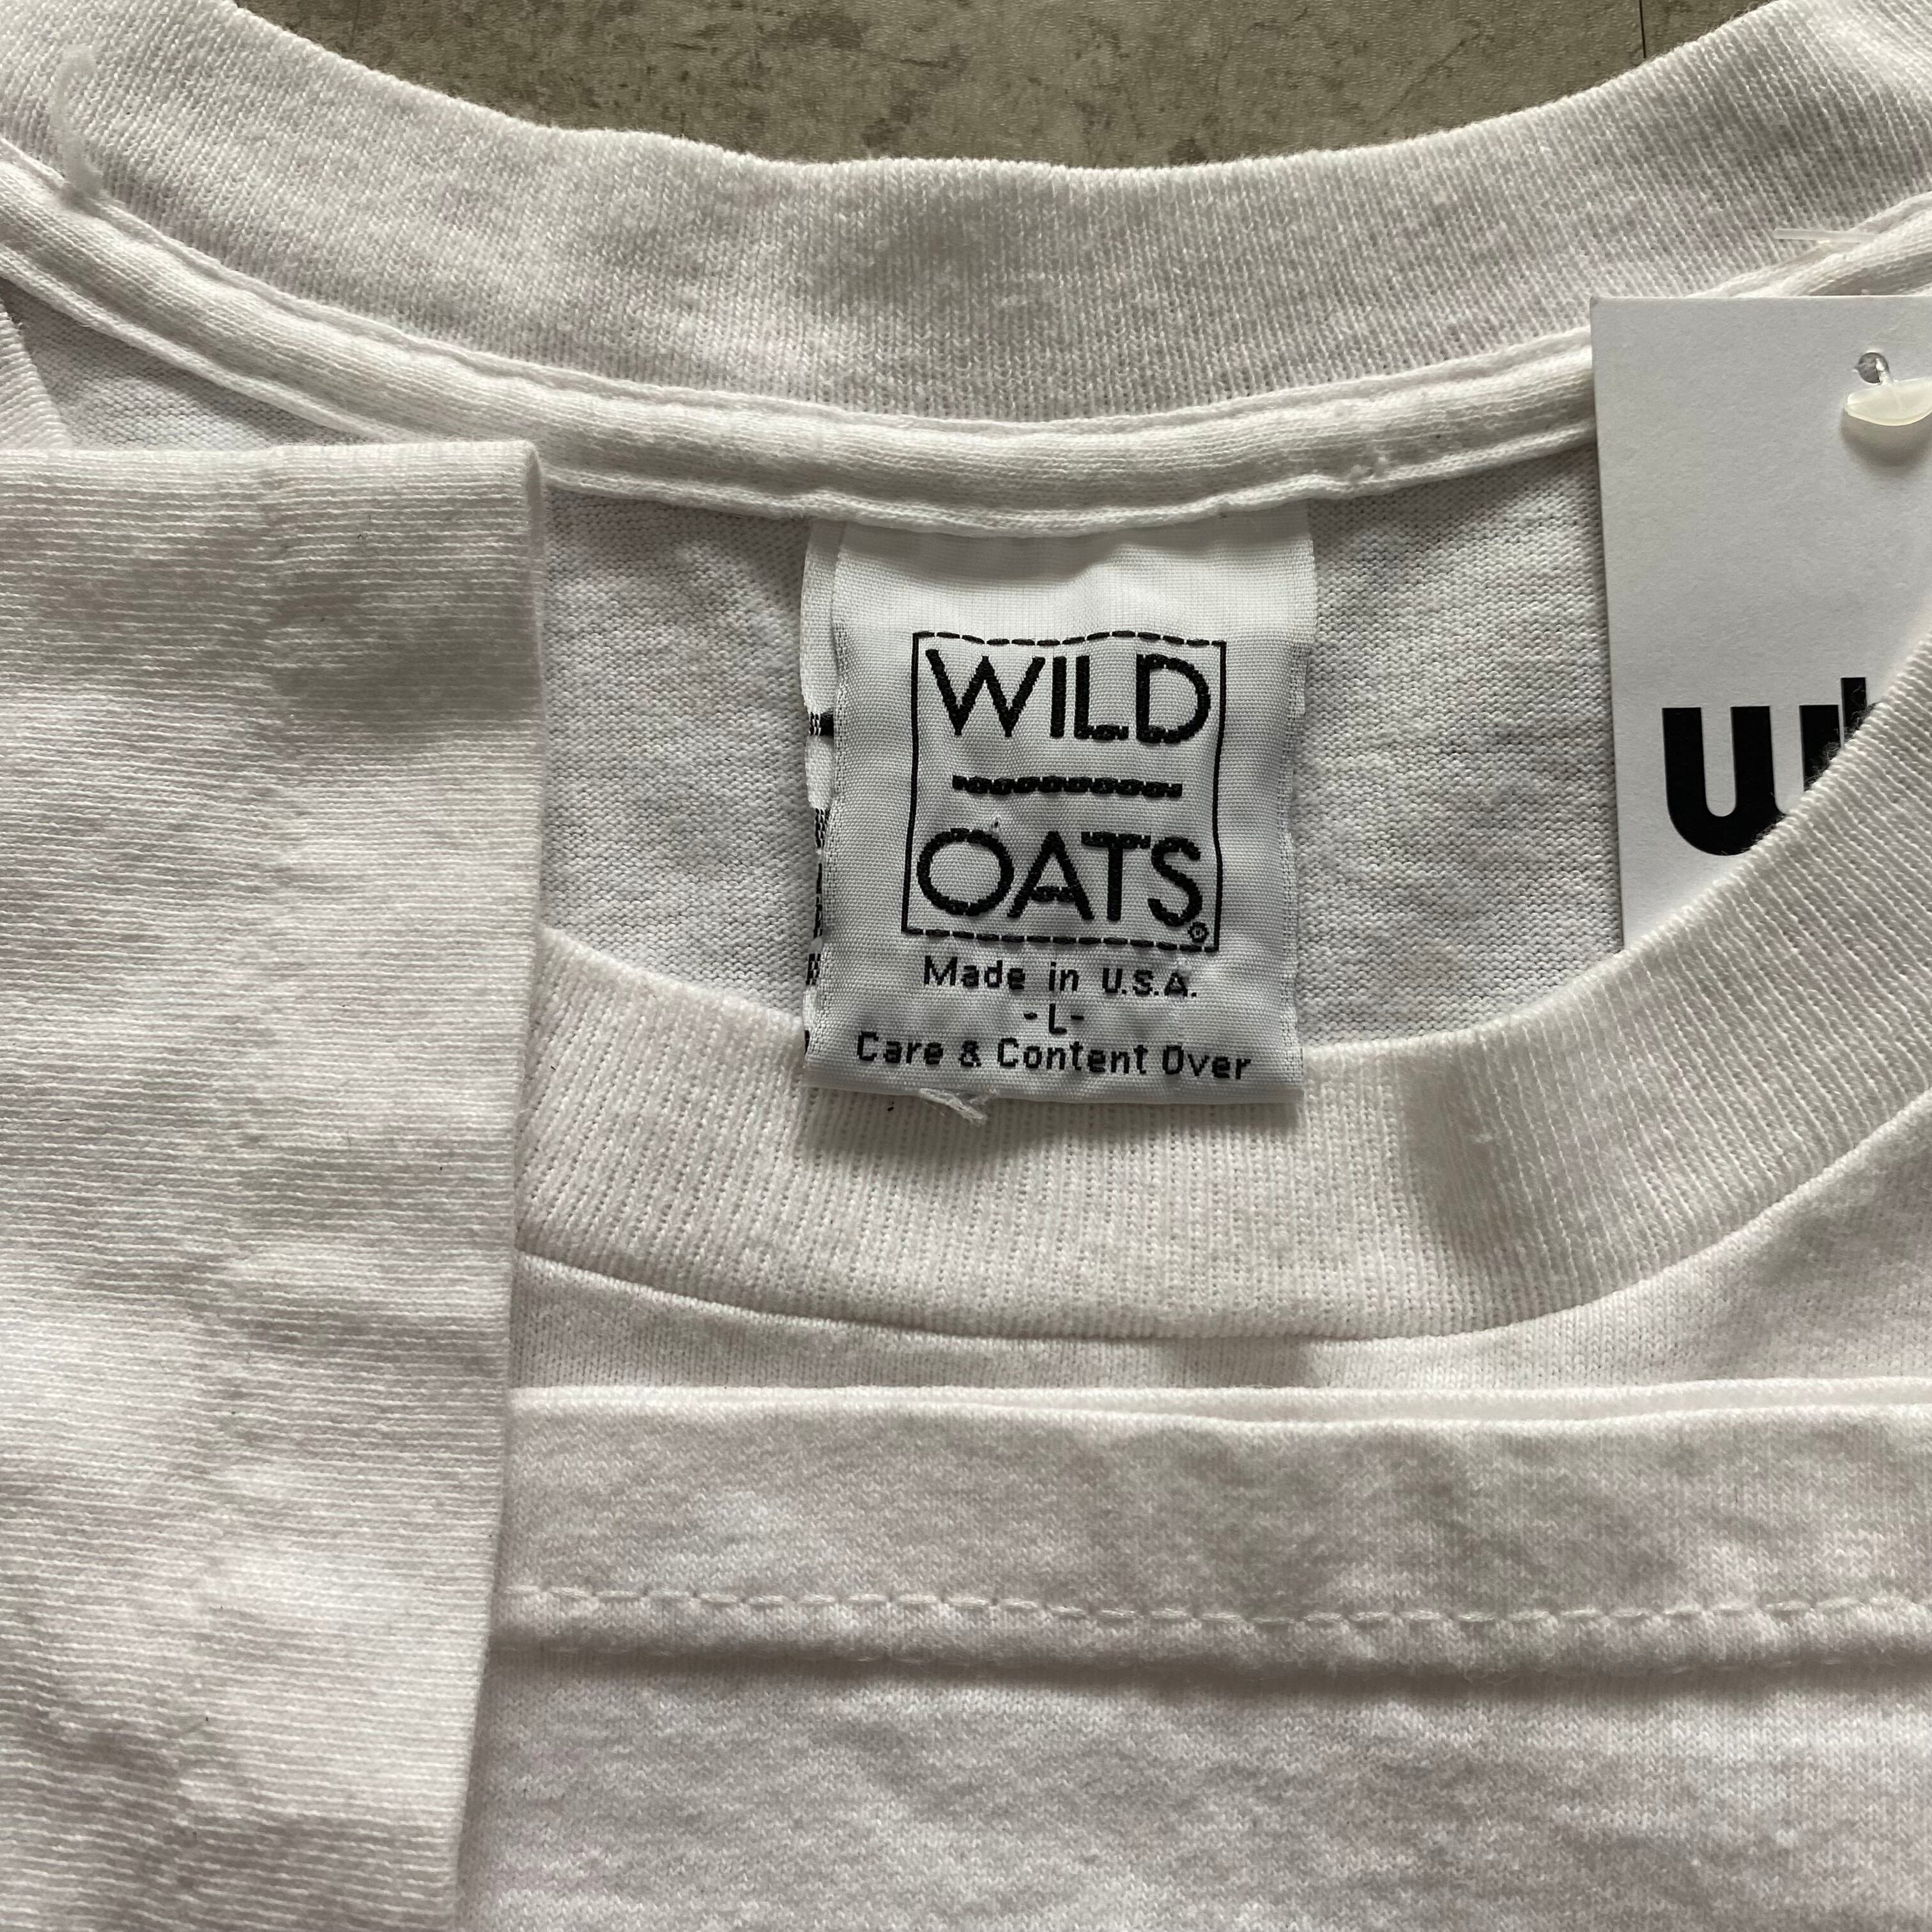 WILD
OATS®
Made in U.S.A.
-L-
Care & Content Over